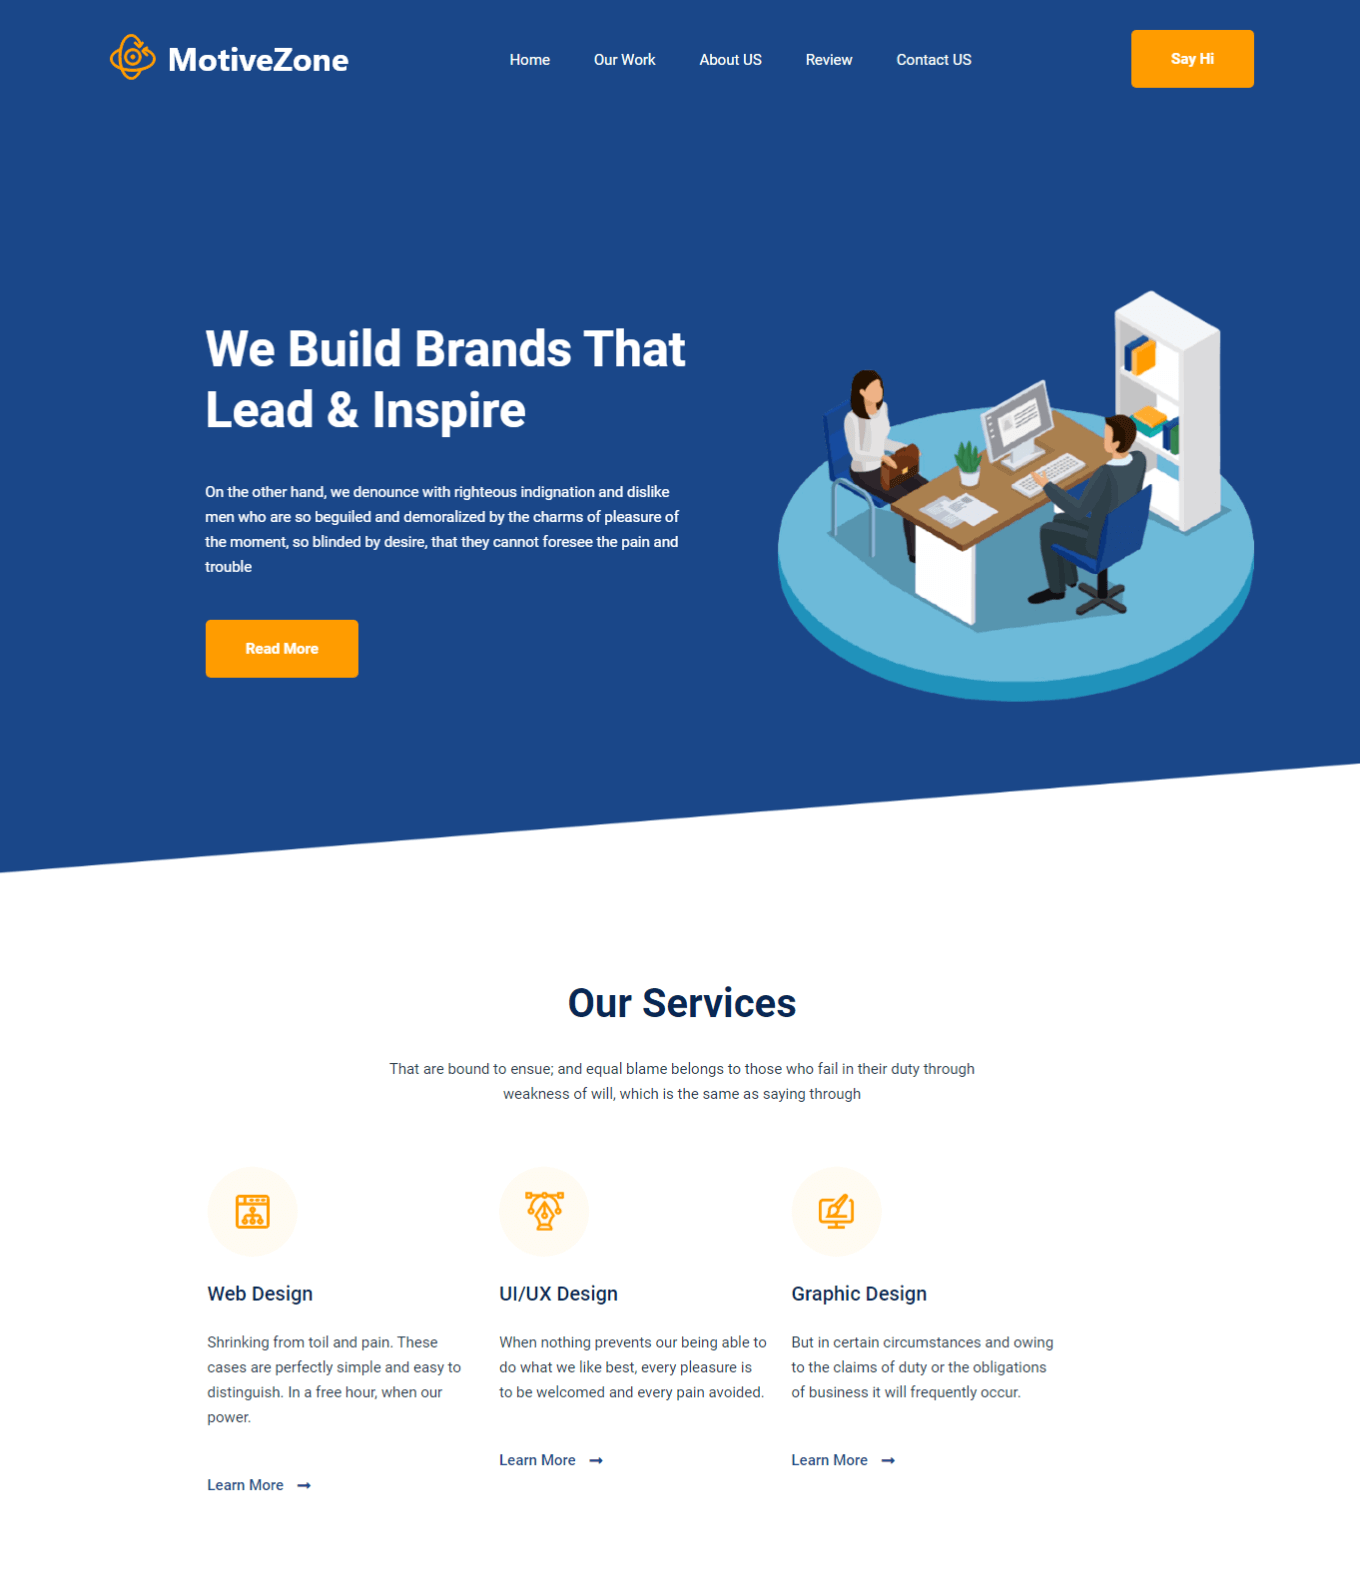 MotiveZone
Home
Our Work
About US
Review
Contact US
Say Hi
We Build Brands That
Lead & Inspire
On the other hand, we denounce with righteous indignation and dislike
men who are so beguiled and demoralized by the charms of pleasure of
the moment, so blinded by desire, that they cannot foresee the pain and
trouble
Read More
Our Services
That are bound to ensue; and equal blame belongs to those who fail in their duty through
weakness of will, which is the same as saying through
Web Design
Shrinking from toil and pain. These
cases are perfectly simple and easy to
distinguish. In a free hour, when our
power.
Learn More
UI/UX Design
When nothing prevents our being able to
do what we like best, every pleasure is
to be welcomed and every pain avoided.
Learn More
Graphic Design
But in certain circumstances and owing
to the claims of duty or the obligations
of business it will frequently occur.
Learn More